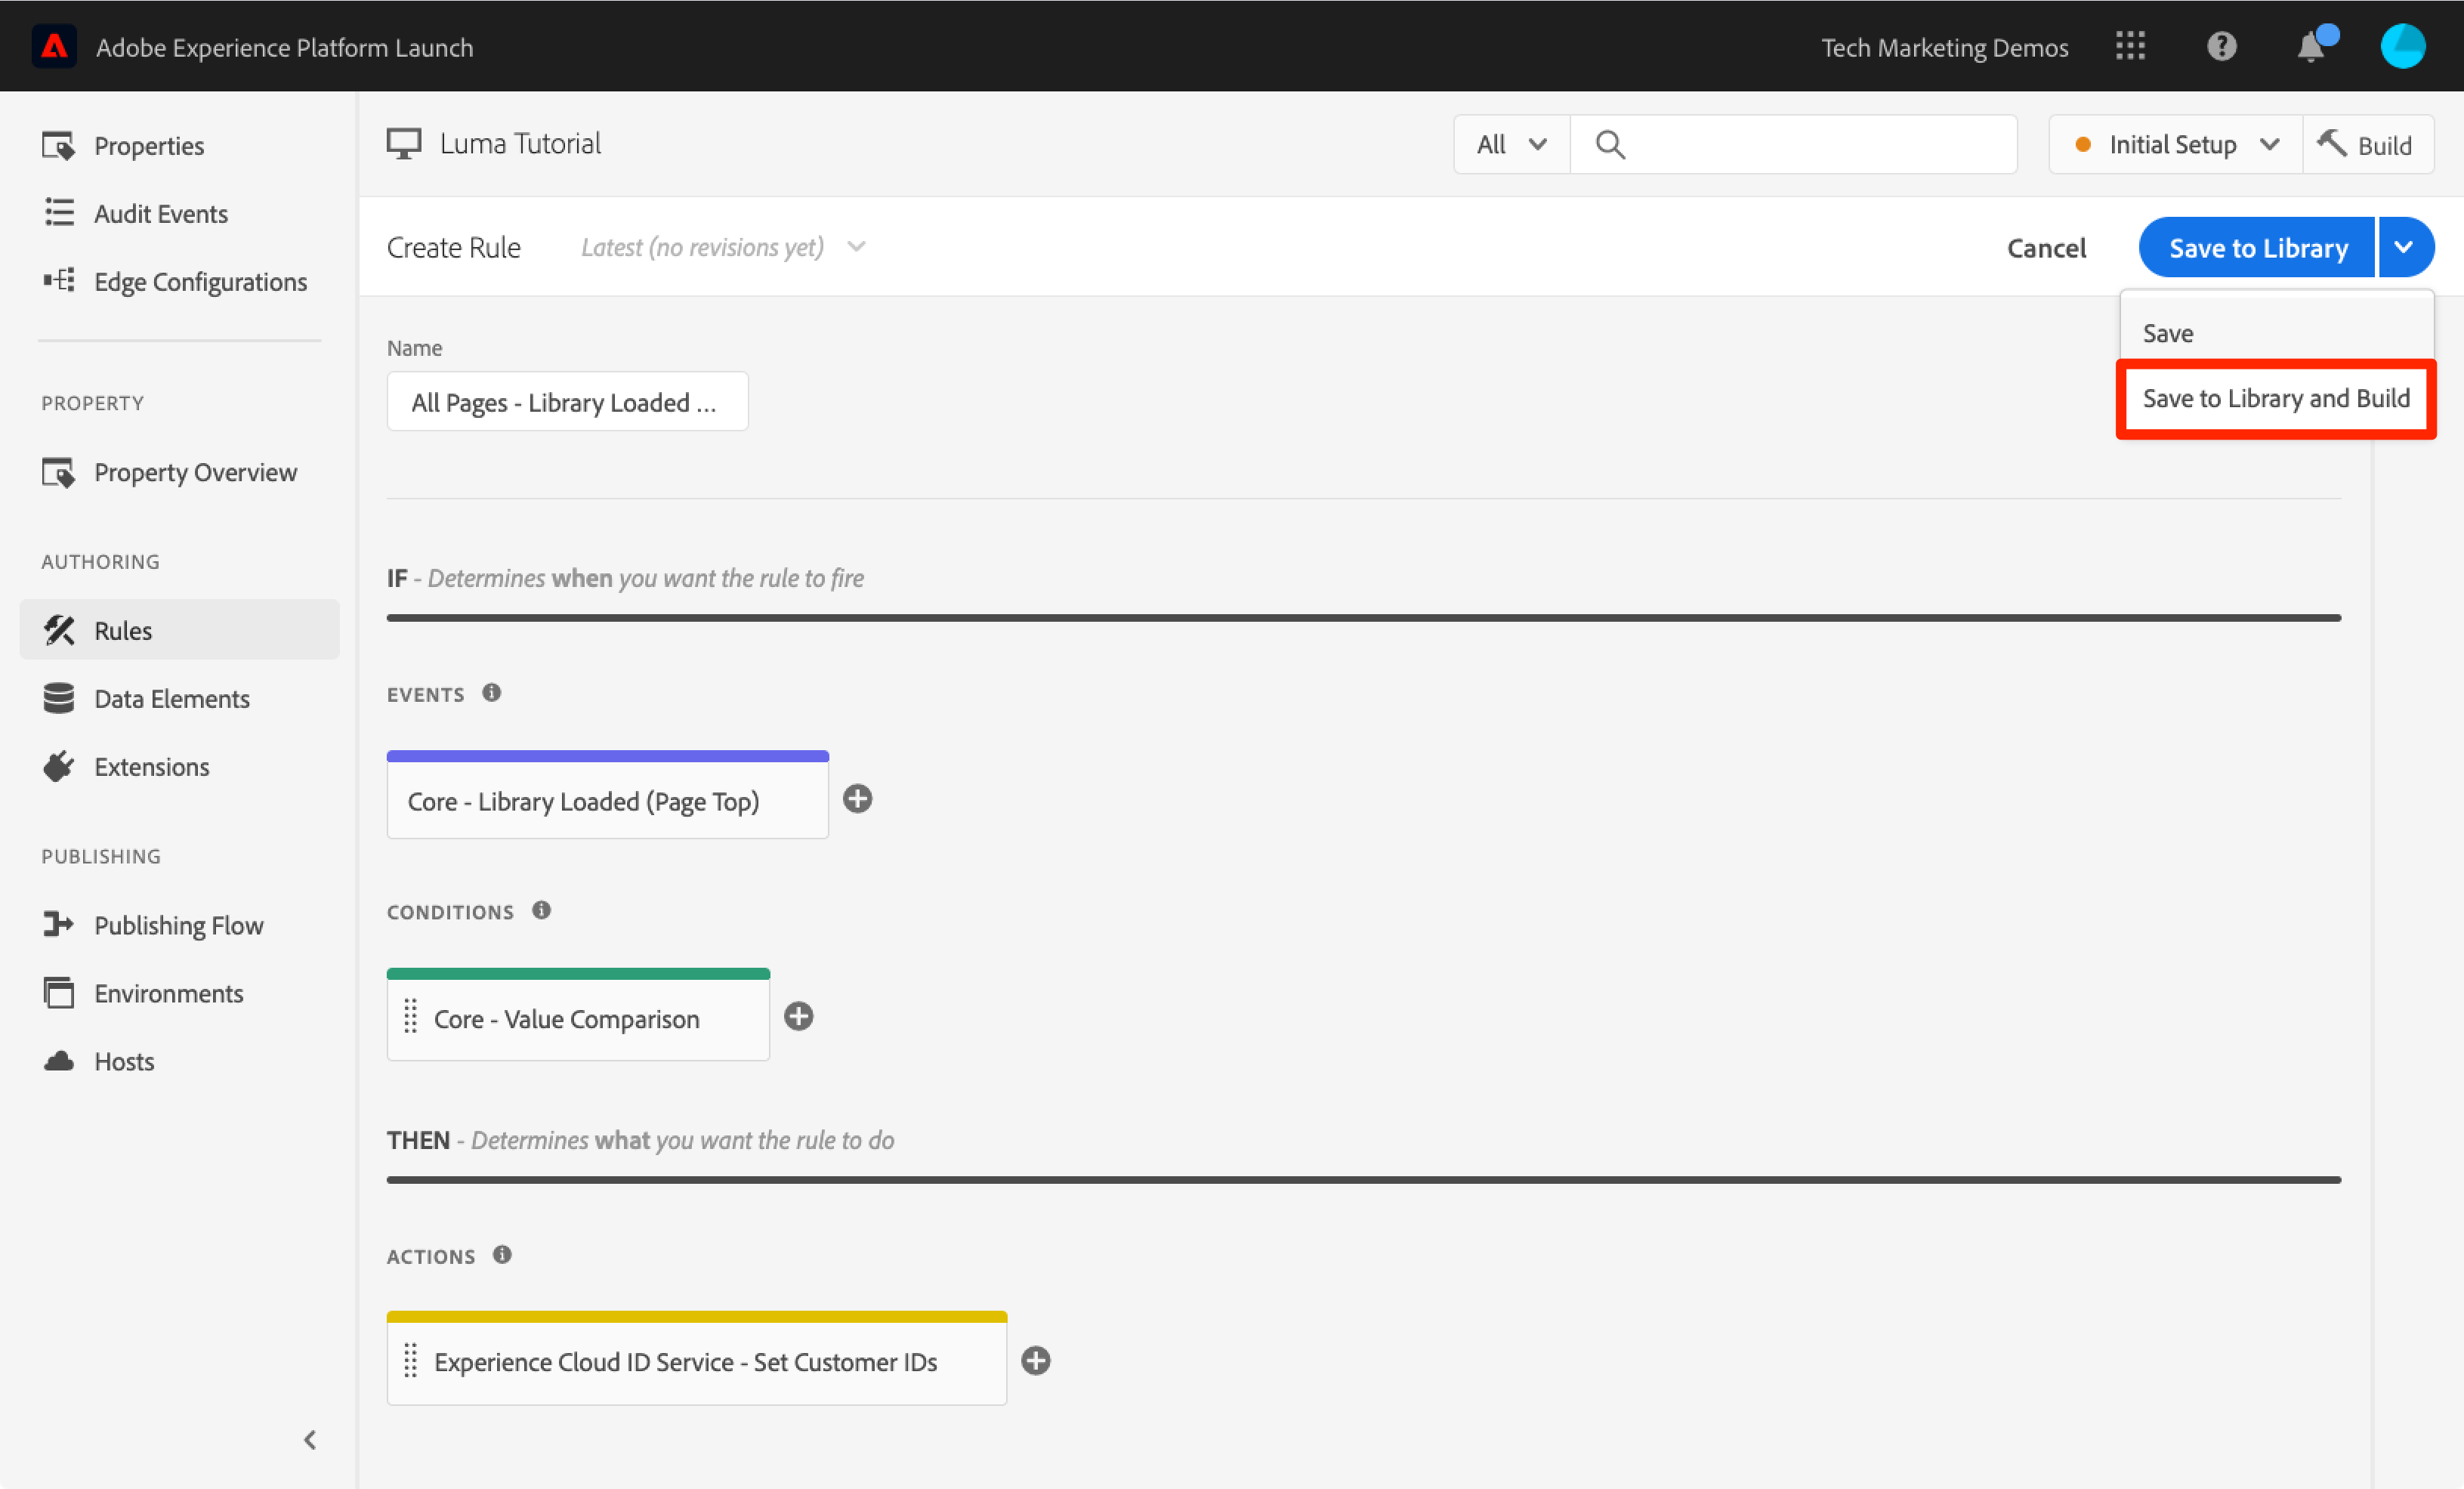 Adobe Experience Platform Launch
Tech Marketing Demos
Properties
Audit Events
Edge Configurations
PROPERTY
Property Overview
AUTHORING
Rules
Data Elements
Extensions
PUBLISHING
Publishing Flow
Environments
Hosts
Luma Tutorial
All
Initial Setup
Build
Create Rule
Latest (no revisions yet)
Cancel
Save to Library
Save
Save to Library and Build
Name
All Pages - Library Loaded ...
IF - Determines when you want the rule to fire
EVENTS
Core - Library Loaded (Page Top)
CONDITIONS
Core - Value Comparison
THEN - Determines what you want the rule to do
ACTIONS
Experience Cloud ID Service - Set Customer IDs